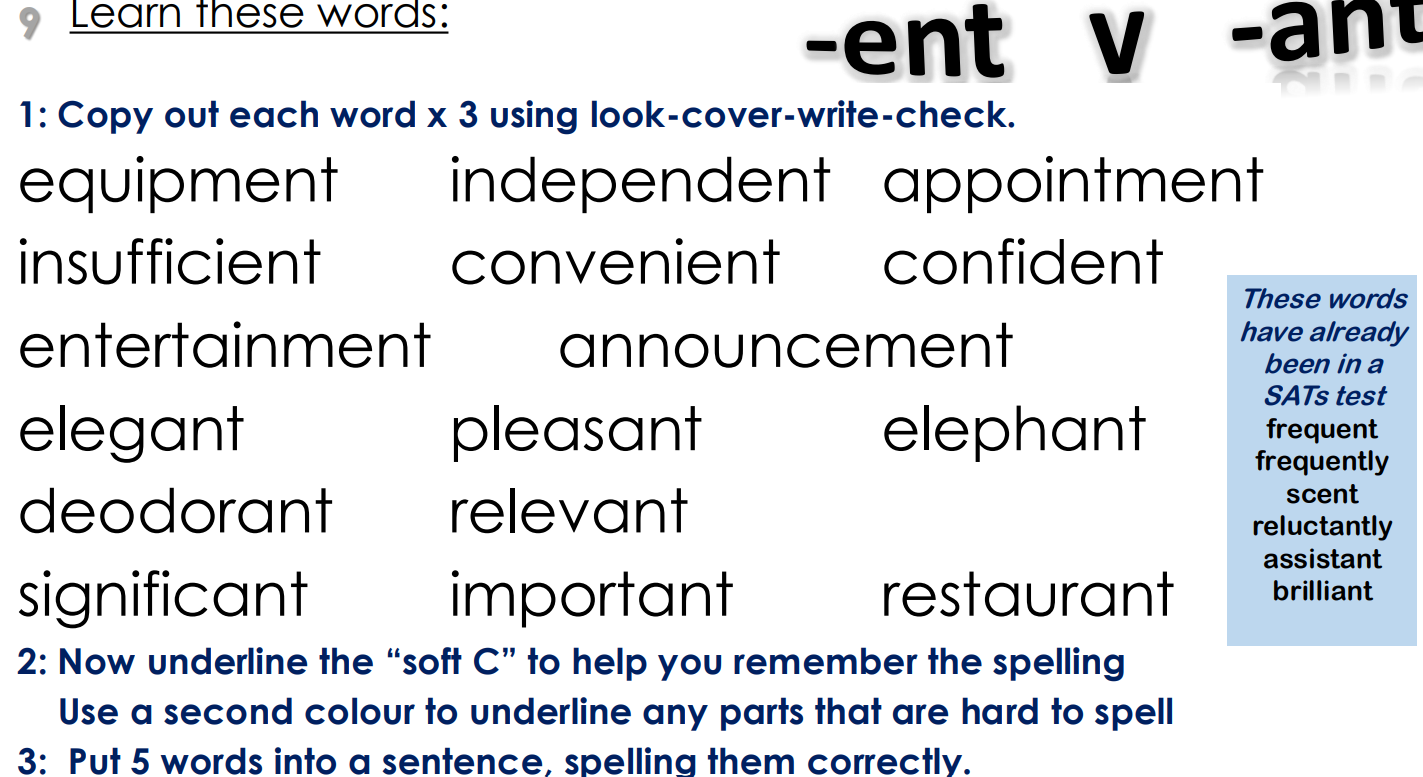 9 Learn these words:
-ent v -ant
1: Copy out each word x 3 using look-cover-write-check.
equipment independent appointment
insufficient convenient confident
entertainment announcement
elegant pleasant elephant
deodorant relevant
significant important restaurant
These words
have already
been in a
SATs test
frequent
frequently
scent
reluctantly
assistant
brilliant
2: Now underline the “soft C” to help you remember the spelling
Use a second colour to underline any parts that are hard to spell
3: Put 5 words into a sentence, spelling them correctly.